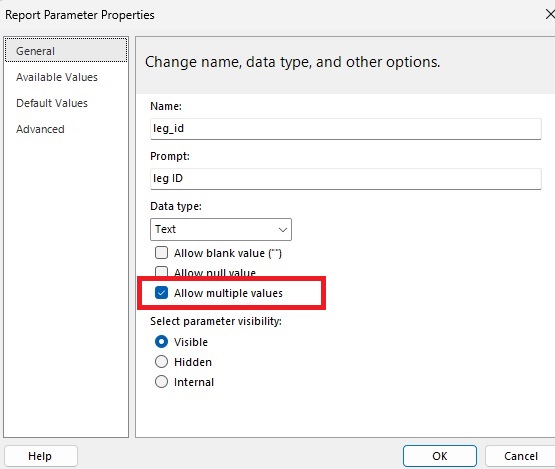 Report Parameter Properties
General
Available Values
Default Values
Advanced
Change name, data type, and other options.
Name:
leg_id
Prompt:
leg ID
Data type:
Text
Allow blank value ("")
Allow null value
Allow multiple values
Select parameter visibility:
Visible
Hidden
Internal
Help
OK
Cancel